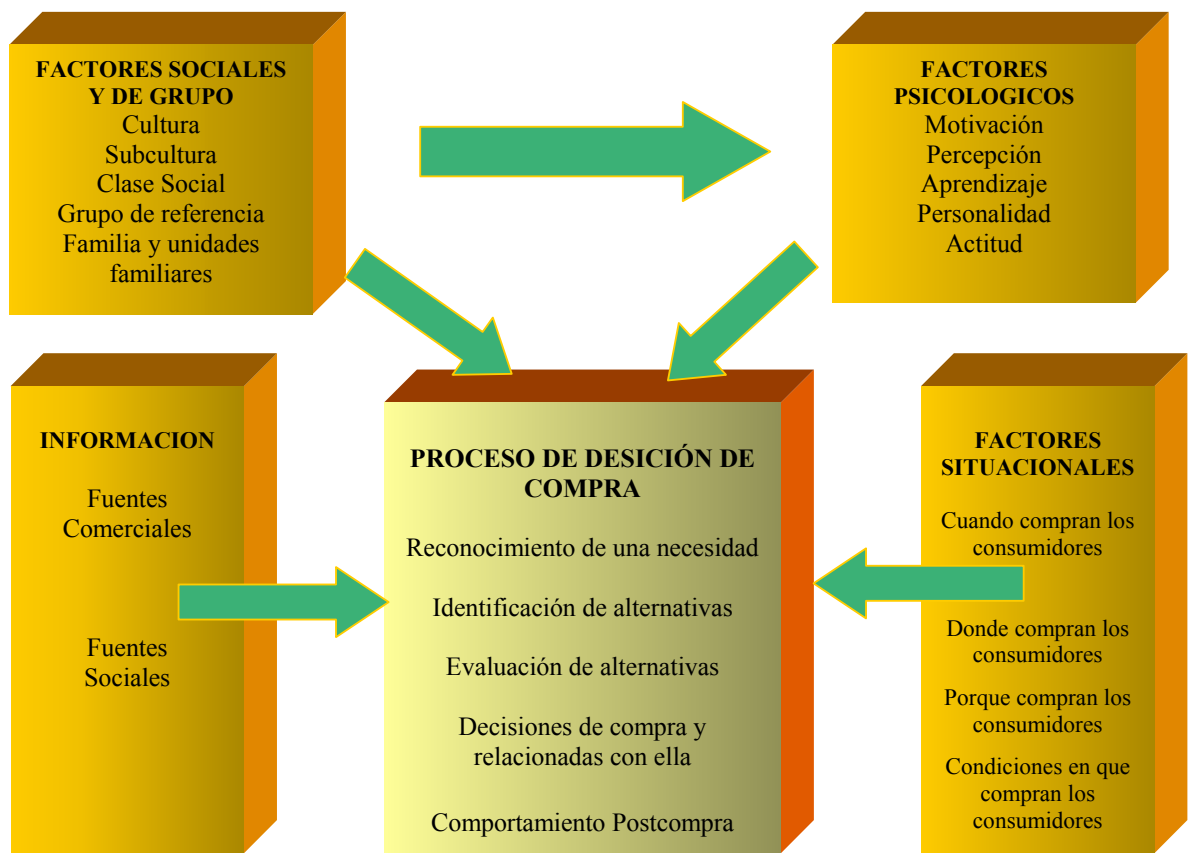 FACTORES SOCIALES
Y DE GRUPO
Cultura
Subcultura
Clase Social
Grupo de referencia
Familia y unidades
familiares
FACTORES
PSICOLOGICOS
Motivación
Percepción
Aprendizaje
Personalidad
Actitud
INFORMACION
Fuentes
Comerciales
Fuentes
Sociales
PROCESO DE DESICIÓN DE
COMPRA
Reconocimiento de una necesidad
Identificación de alternativas
Evaluación de alternativas
Decisiones de compra y
relacionadas con ella
Comportamiento Postcompra
FACTORES
SITUACIONALES
Cuando compran los
consumidores
Donde compran los
consumidores
Porque compran los
consumidores
Condiciones en que
compran los
consumidores